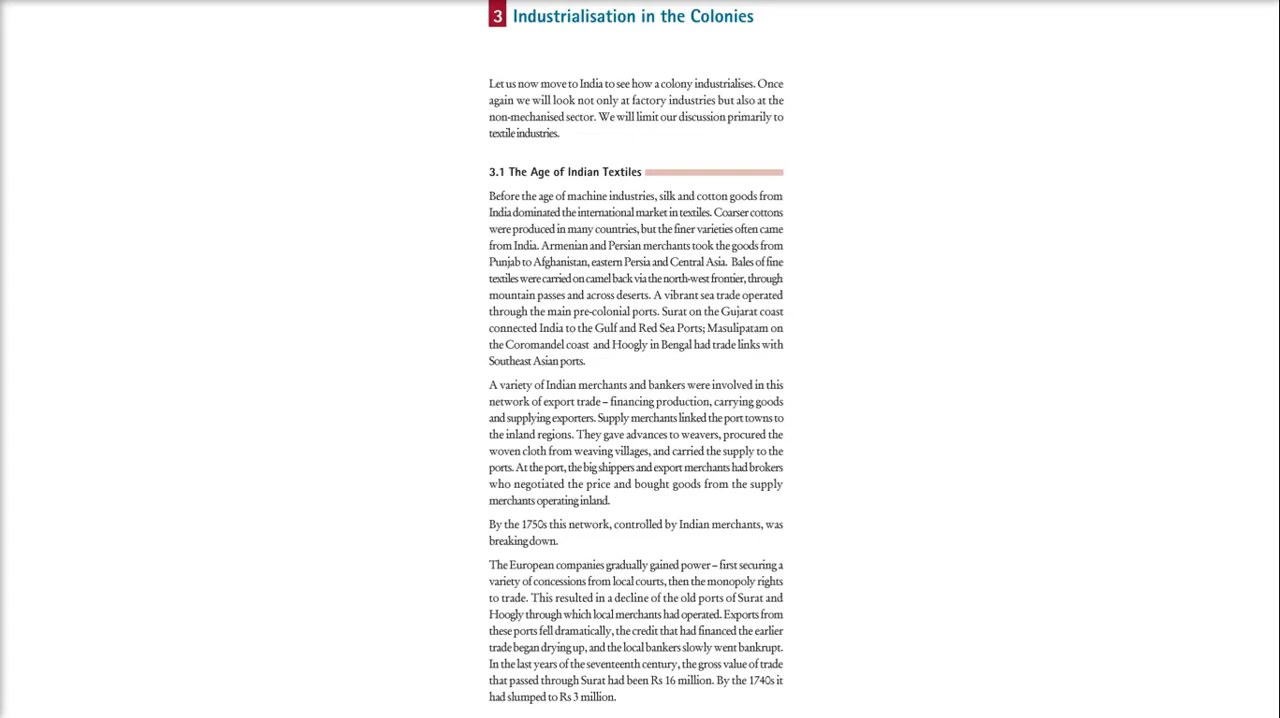 3 Industrialisation in the Colonies
Let us now move to India to see how a colony industrialises. Once
again we will look not only at factory industries but also at the
non-mechanised sector. We will limit our discussion primarily to
textile industries.
3.1 The Age of Indian Textiles
Before the age of machine industries, silk and cotton goods from
India dominated the international market in textiles. Coarser cottons
were produced in many countries, but the finer varieties often came
from India. Armenian and Persian merchants took the goods from
Punjab to Afghanistan, eastern Persia and Central Asia. Bales of fine
textiles were carried on camel back via the north-west frontier, through
mountain passes and across deserts. A vibrant sea trade operated
through the main pre-colonial ports. Surat on the Gujarat coast
connected India to the Gulf and Red Sea Ports; Masulipatam on
the Coromandel coast and Hoogly in Bengal had trade links with
Southeast Asian ports.
A variety of Indian merchants and bankers were involved in this
network of export trade – financing production, carrying goods
and supplying exporters. Supply merchants linked the port towns to
the inland regions. They gave advances to weavers, procured the
woven cloth from weaving villages, and carried the supply to the
ports. At the port, the big shippers and export merchants had brokers
who negotiated the price and bought goods from the supply
merchants operating inland.
By the 1750s this network, controlled by Indian merchants, was
breaking down.
The European companies gradually gained power – first securing a
variety of concessions from local courts, then the monopoly rights
to trade. This resulted in a decline of the old ports of Surat and
Hoogly through which local merchants had operated. Exports from
these ports fell dramatically, the credit that had financed the earlier
trade began drying up, and the local bankers slowly went bankrupt.
In the last years of the seventeenth century, the gross value of trade
that passed through Surat had been Rs 16 million. By the 1740s it
had slumped to Rs 3 million.